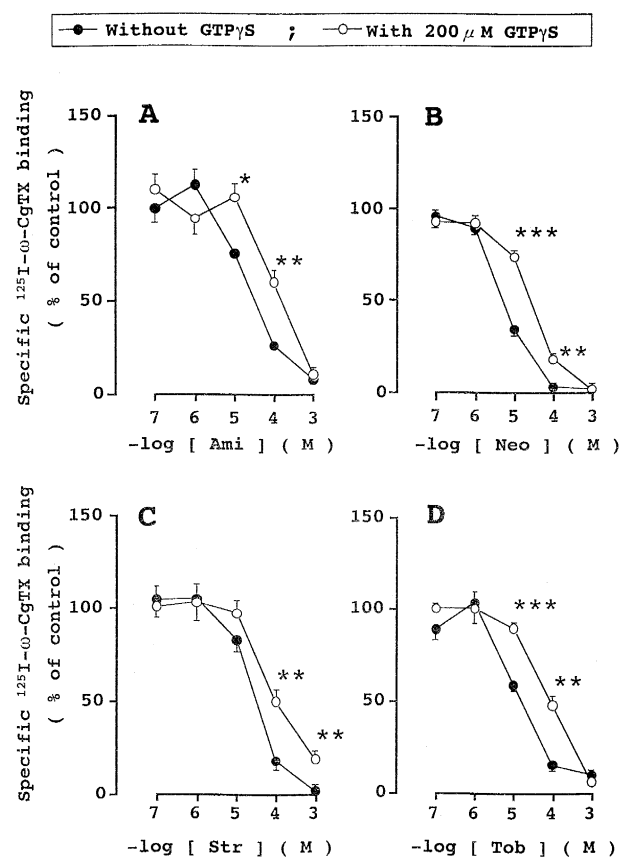 Without GTPγS ; With 200 μM GTPγS
A
Specific ¹²⁵I-ω-CgTX binding
( % of control )
150
100
50
0
*
**
7 6 5 4 3
-log [ Ami ] ( M )
B
150
100
50
0
***
**
7 6 5 4 3
-log [ Neo ] ( M )
C
Specific ¹²⁵I-ω-CgTX binding
( % of control )
150
100
50
0
**
**
7 6 5 4 3
-log [ Str ] ( M )
D
150
100
50
0
***
**
7 6 5 4 3
-log [ Tob ] ( M )